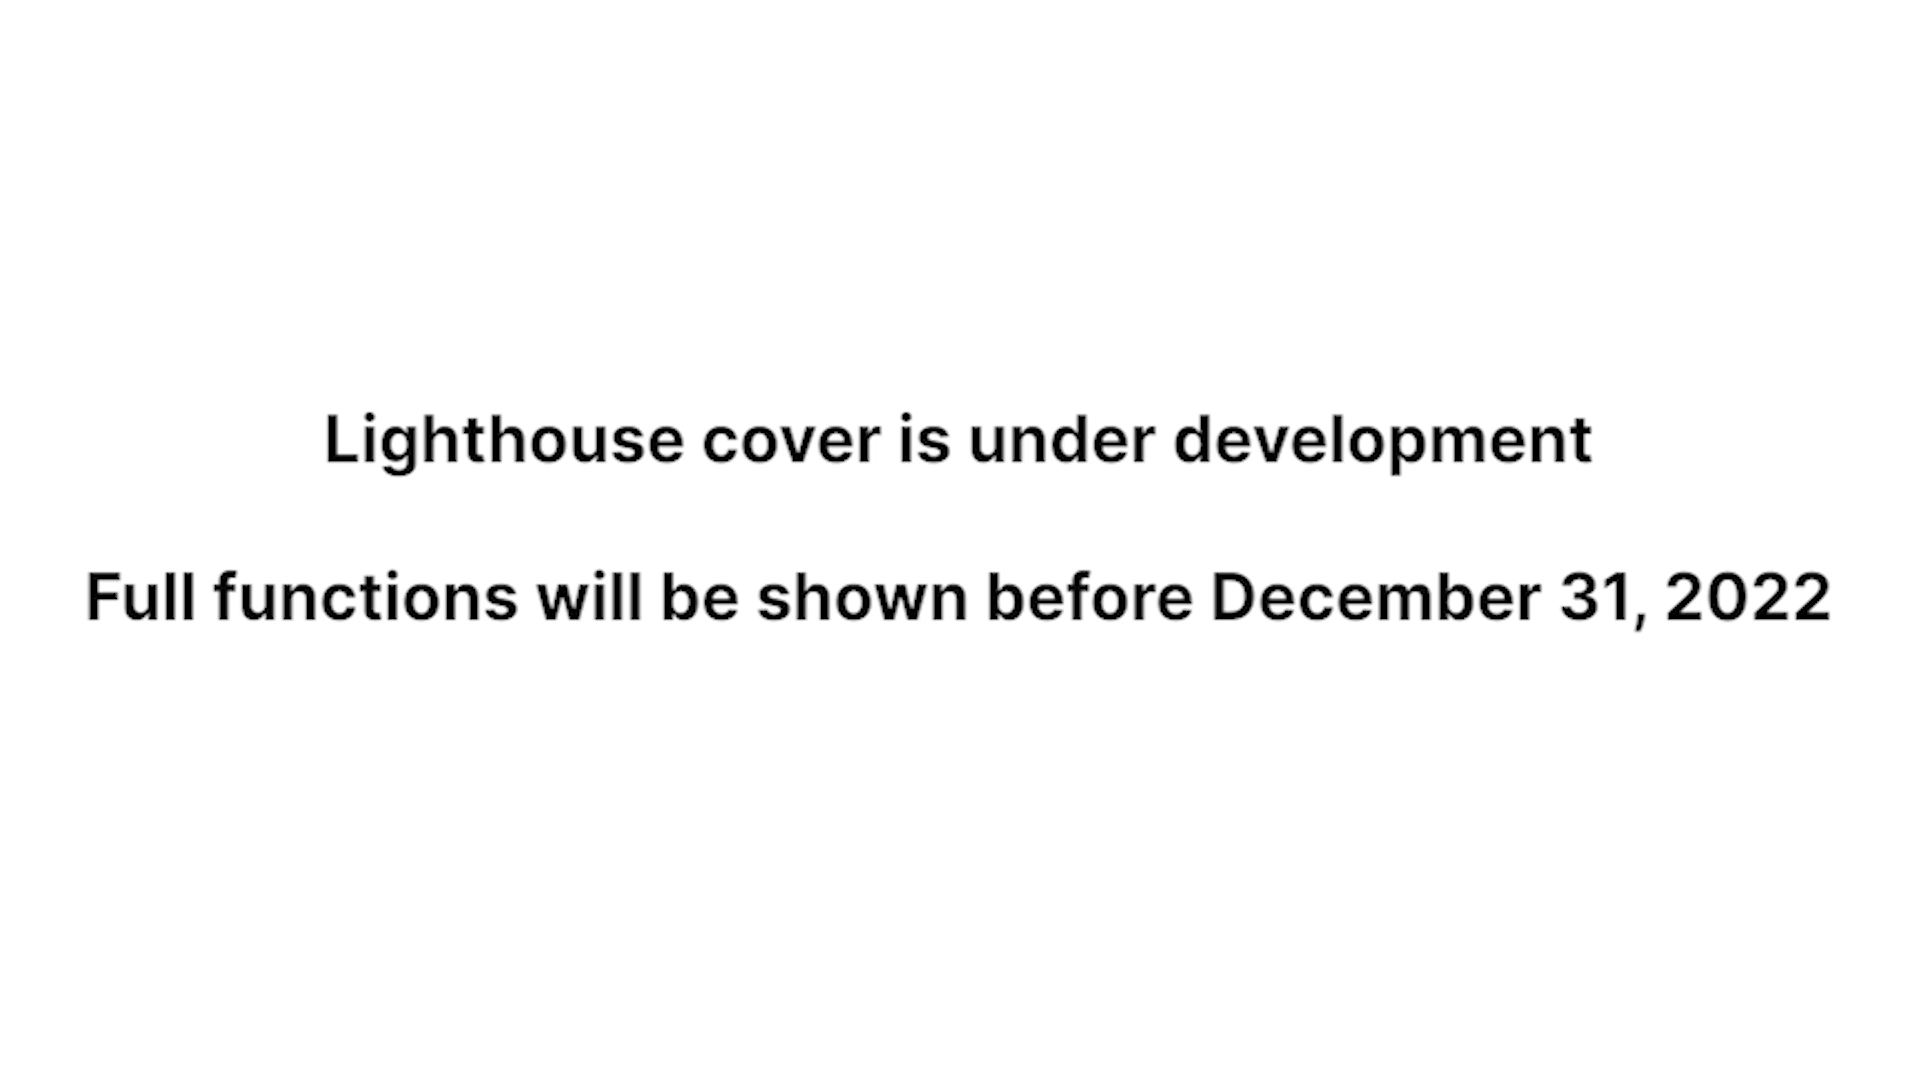 Lighthouse cover is under development
Full functions will be shown before December 31, 2022